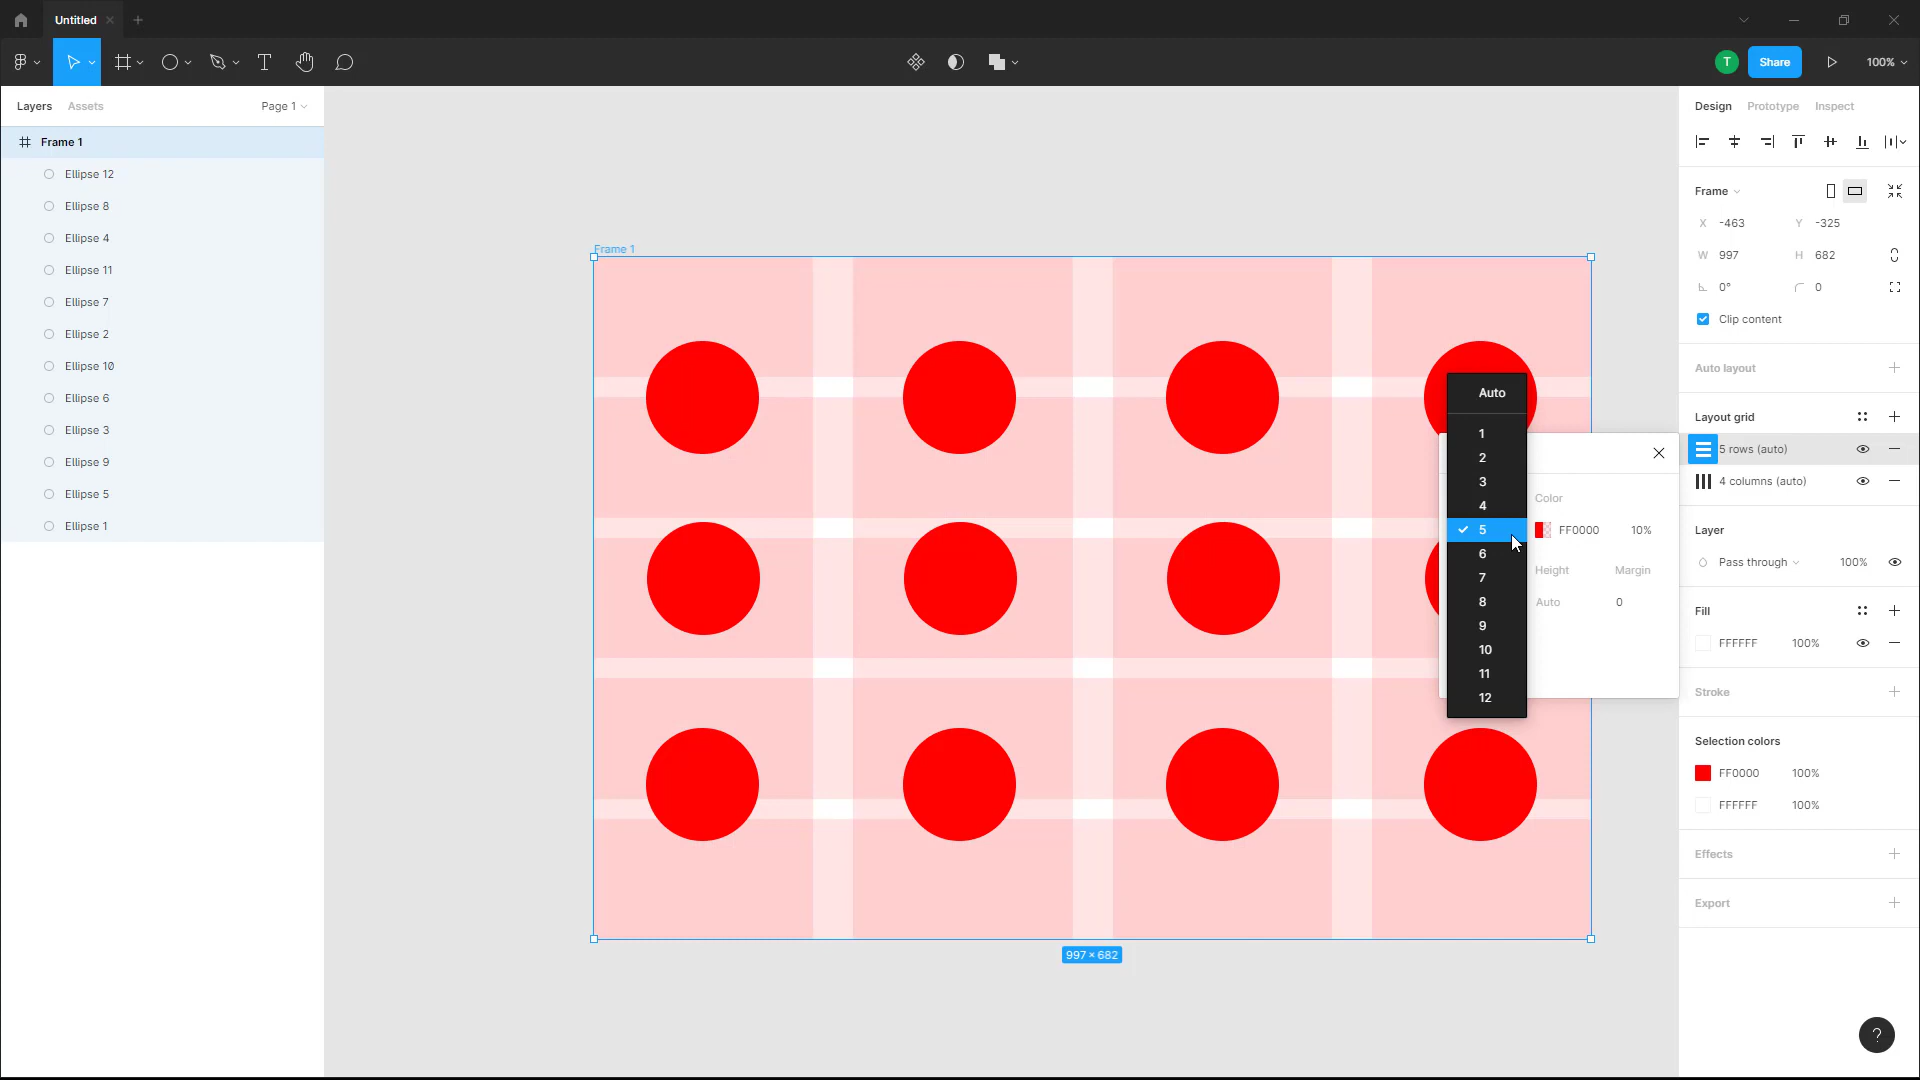 Untitled
T
Share
100%
Layers
Assets
Page 1
Design
Prototype
Inspect
Frame 1
Ellipse 12
Ellipse 8
Ellipse 4
Ellipse 11
Ellipse 7
Ellipse 2
Ellipse 10
Ellipse 6
Ellipse 3
Ellipse 9
Ellipse 5
Ellipse 1
Frame 1
997 × 682
Auto
1
2
3
4
5
6
7
8
9
10
11
12
Color
FF0000 10%
Height Margin
Auto 0
Frame
X -463 Y -325
W 997 H 682
0° 0
Clip content
Auto layout
Layout grid
5 rows (auto)
4 columns (auto)
Layer
Pass through 100%
Fill
FFFFFF 100%
Stroke
Selection colors
FF0000 100%
FFFFFF 100%
Effects
Export
?